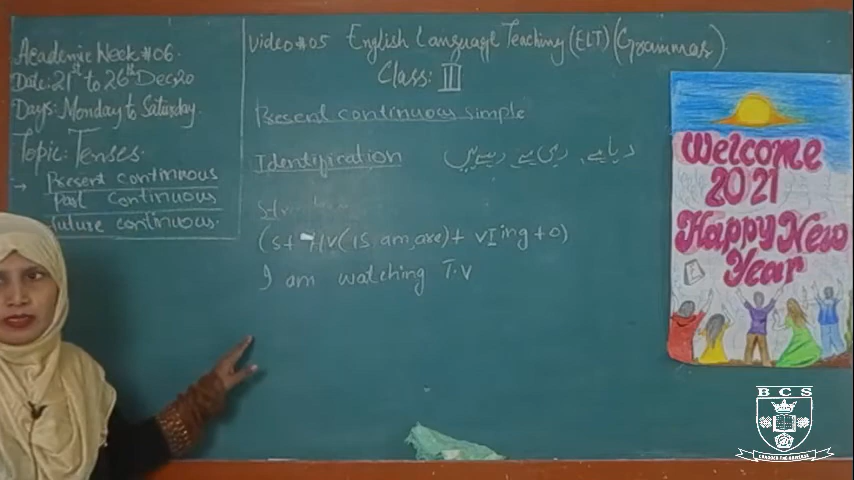 Academic Week # 06
Date: 21st to 26th Dec 20
Days: Monday to Saturday.
Topic: Tenses.
→ Present continuous
Past continuous
future continuous.
Video # 05 English Language Teaching (ELT) (Grammar)
Class: III
Present continuous simple
Identification رہا ہے، رہی ہے، رہے ہیں
(S + H/V (is, am, are) + VI ing + O)
I am watching T.V
Welcome
2021
Happy New
Year
BCS